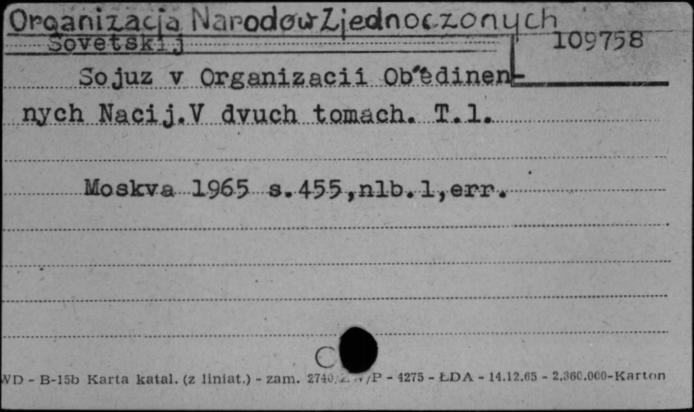 Organizacja Narodów Zjednoczonych
Sovetskij
109758
Sojuz v Organizacii Ob"edinen-
nych Nacij.V dvuch tomach. T.1.
Moskva 1965 s.455,nlb.1,err.
WD - B-15b Karta katal. (z liniat.) - zam. /P - 4275 - ŁDA - 14.12.65 - 2.360.000-Karton